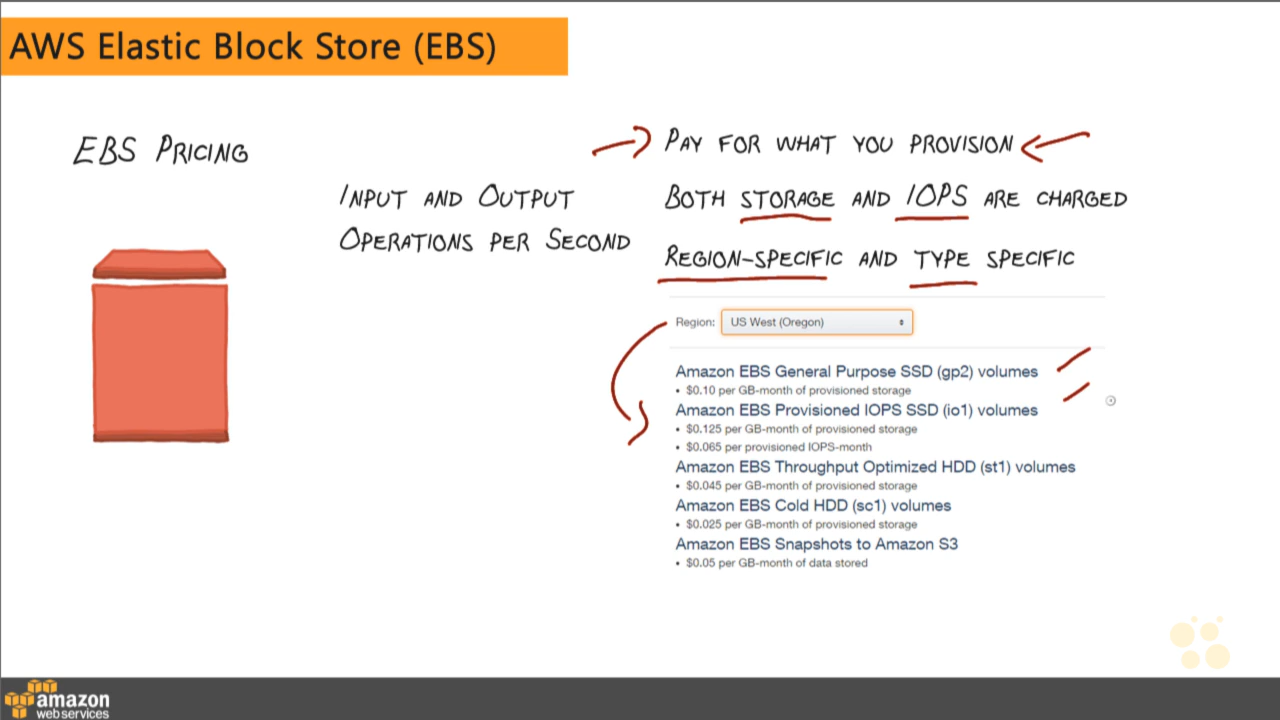 AWS Elastic Block Store (EBS)
EBS PRICING
INPUT AND OUTPUT
OPERATIONS PER SECOND
PAY FOR WHAT YOU PROVISION
BOTH STORAGE AND IOPS ARE CHARGED
REGION-SPECIFIC AND TYPE SPECIFIC
Region: US West (Oregon)
Amazon EBS General Purpose SSD (gp2) volumes
• $0.10 per GB-month of provisioned storage
Amazon EBS Provisioned IOPS SSD (io1) volumes
• $0.125 per GB-month of provisioned storage
• $0.065 per provisioned IOPS-month
Amazon EBS Throughput Optimized HDD (st1) volumes
• $0.045 per GB-month of provisioned storage
Amazon EBS Cold HDD (sc1) volumes
• $0.025 per GB-month of provisioned storage
Amazon EBS Snapshots to Amazon S3
• $0.05 per GB-month of data stored
amazon
webservices